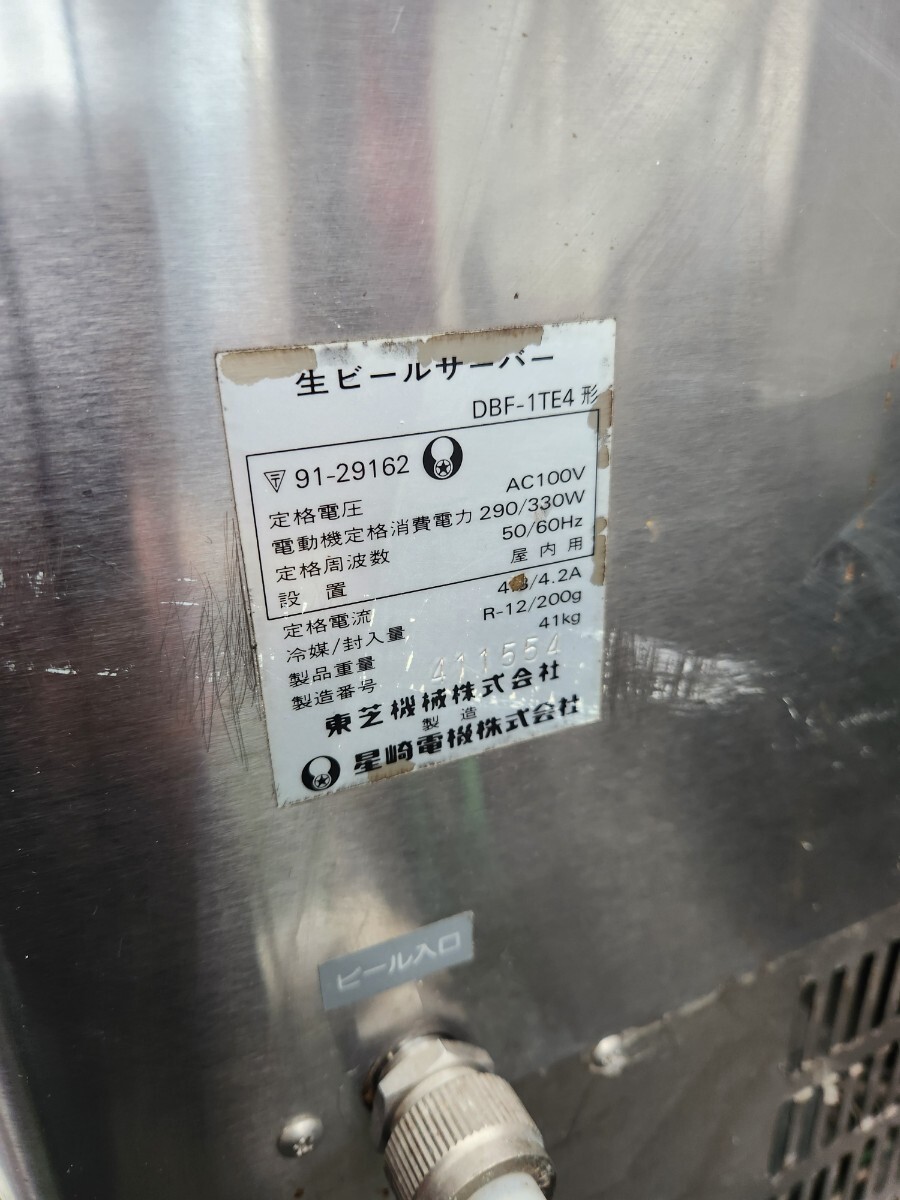 生ビールサーバー
DBF-1TE4 形
〒 91-29162
定格電圧 AC100V
電動機定格消費電力 290/330W
定格周波数 50/60Hz
設置 屋内用
定格電流 /4.2A
冷媒/封入量 R-12/200g
製品重量 41kg
製造番号 411554
東芝機械株式会社
製造
星崎電機株式会社
ビール入口